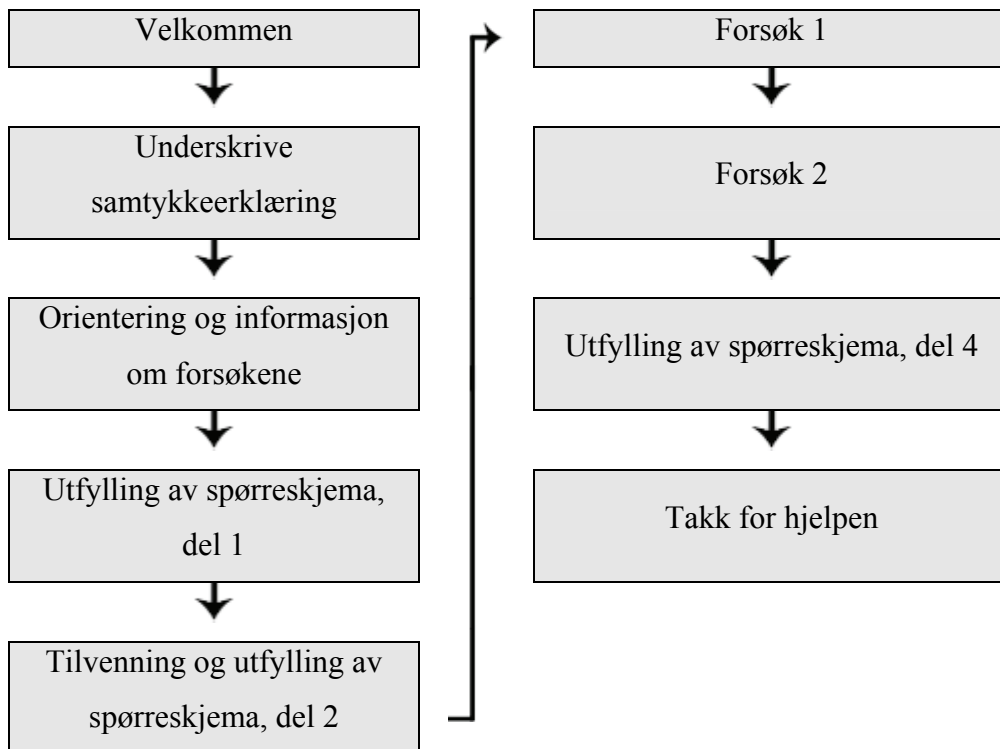 Velkommen
Underskrive
samtykkeerklæring
Orientering og informasjon
om forsøkene
Utfylling av spørreskjema,
del 1
Tilvenning og utfylling av
spørreskjema, del 2
Forsøk 1
Forsøk 2
Utfylling av spørreskjema, del 4
Takk for hjelpen